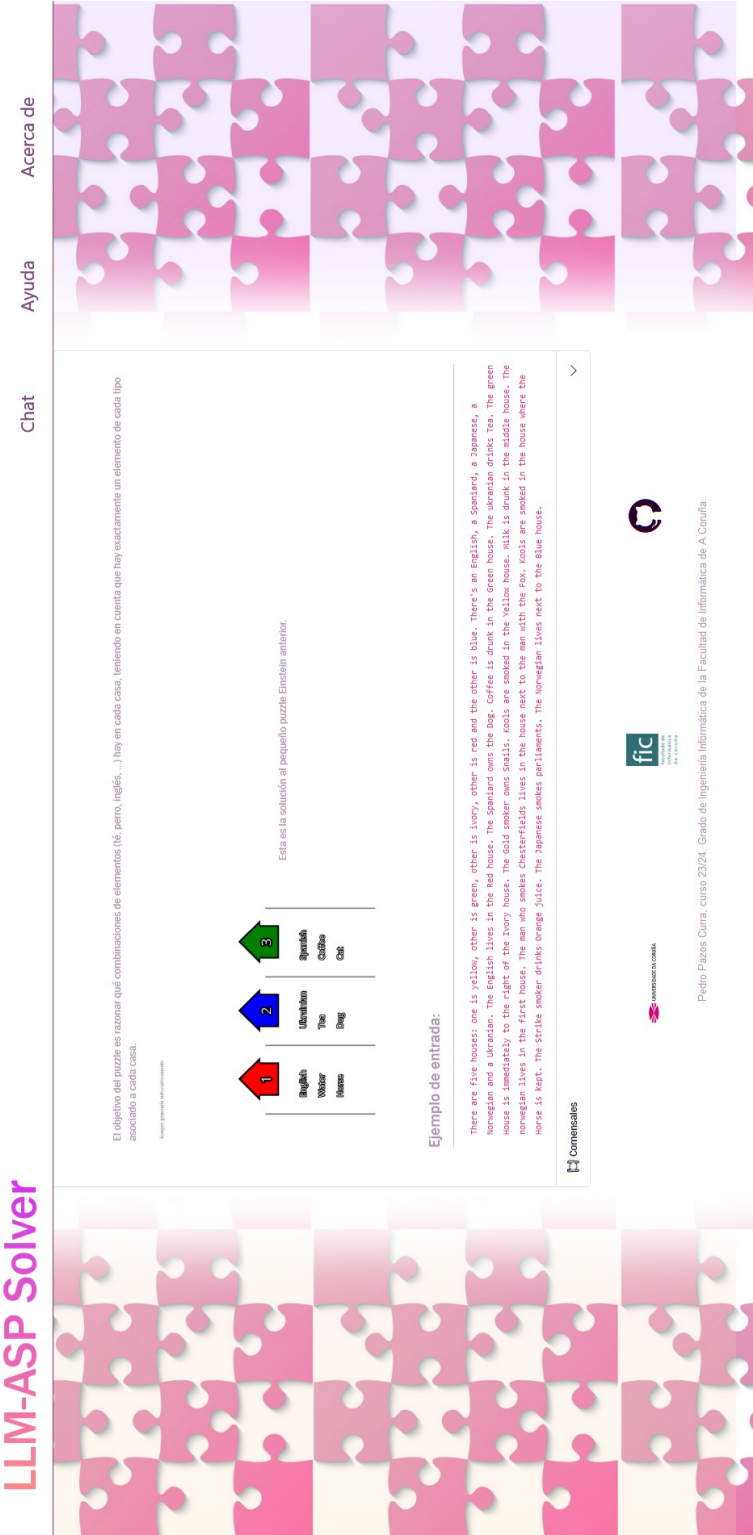 LLM-ASP Solver
Chat
Ayuda
Acerca de
El objetivo del puzzle es razonar qué combinaciones de elementos (té, perro, inglés, ...) hay en cada casa, teniendo en cuenta que hay exactamente un elemento de cada tipo
asociado a cada casa.
1
2
3
English
Ukrainian
Spanish
Water
Tea
Coffee
Horse
Dog
Cat
Esta es la solución al pequeño puzzle Einstein anterior.
Ejemplo de entrada:
There are five houses: one is yellow, other is green, other is ivory, other is red and the other is blue. There's an English, a Spaniard, a Japanese, a
Norwegian and a Ukranian. The English lives in the Red house. The Spaniard owns the Dog. Coffee is drunk in the Green house. The ukranian drinks Tea. The green
House is immediately to the right of the Ivory house. The Gold smoker owns Snails. Kools are smoked in the Yellow house. Milk is drunk in the middle house. The
norwegian lives in the first house. The man who smokes Chesterfields lives in the house next to the man with the Fox. Kools are smoked in the house where the
Horse is kept. The Strike smoker drinks Orange juice. The Japanese smokes parliaments. The Norwegian lives next to the Blue house.
Comensales
UNIVERSIDADE DA CORUÑA
fic
facultade de
informática
da coruña
Pedro Pazos Curra, curso 23/24. Grado de Ingeniería Informática de la Facultad de Informática de A Coruña.